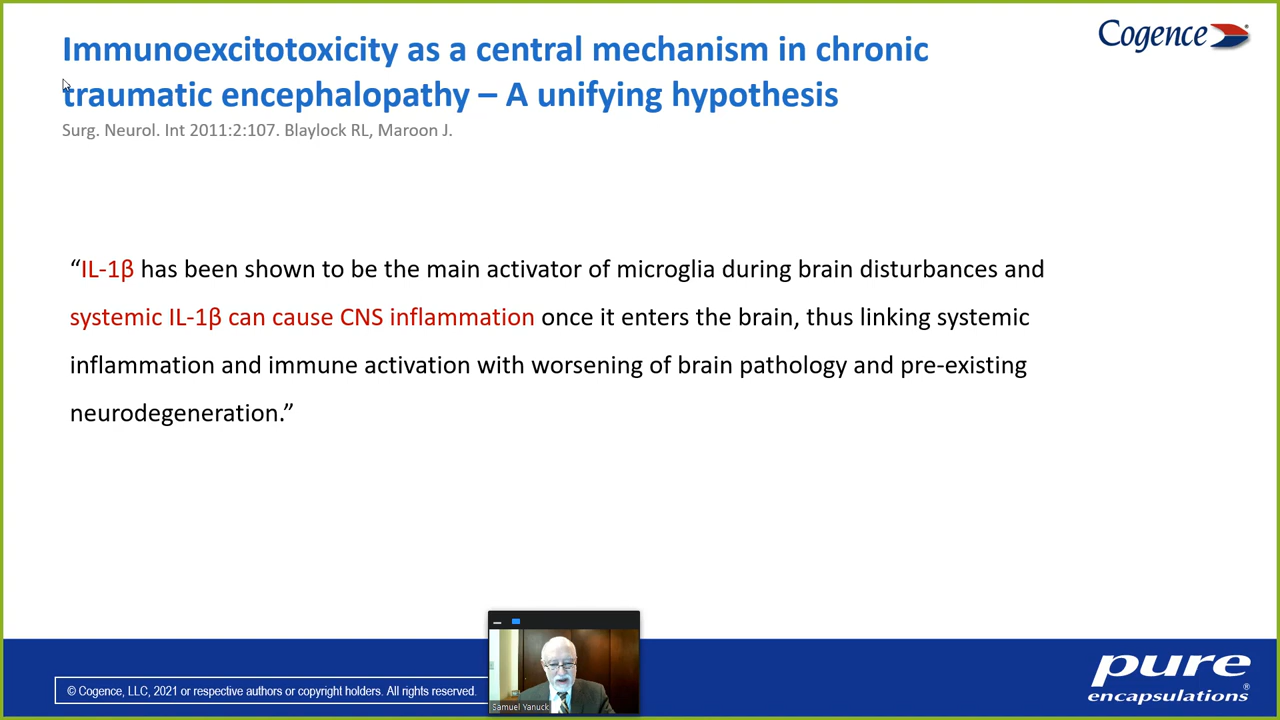 Immunoexcitotoxicity as a central mechanism in chronic
traumatic encephalopathy – A unifying hypothesis
Surg. Neurol. Int 2011:2:107. Blaylock RL, Maroon J.
Cogence
“IL-1β has been shown to be the main activator of microglia during brain disturbances and
systemic IL-1β can cause CNS inflammation once it enters the brain, thus linking systemic
inflammation and immune activation with worsening of brain pathology and pre-existing
neurodegeneration.”
© Cogence, LLC, 2021 or respective authors or copyright holders. All rights reserved.
Samuel Yanuck
pure
encapsulations®